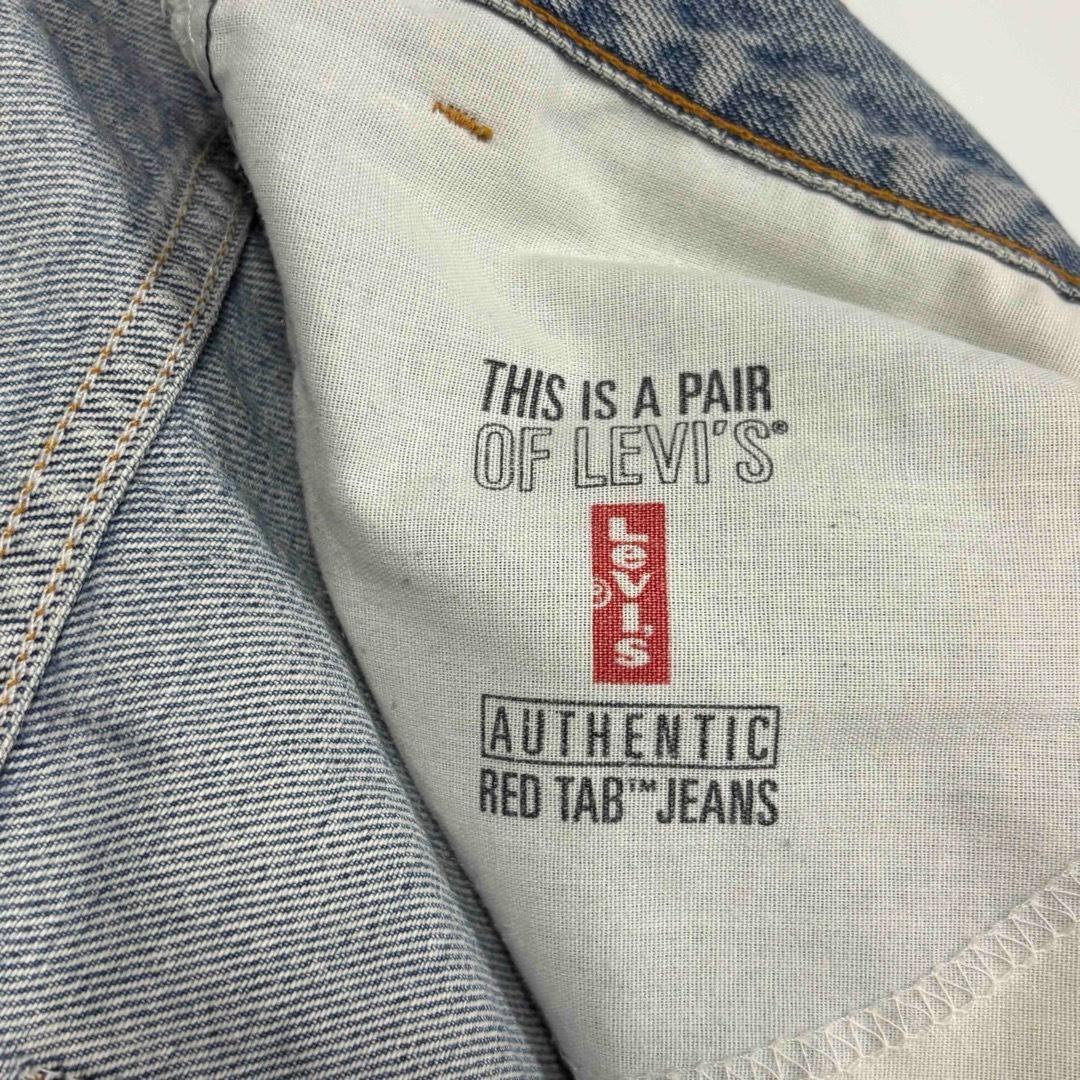 THIS IS A PAIR
OF LEVI'S®
LEVI'S ®
AUTHENTIC
RED TAB™ JEANS